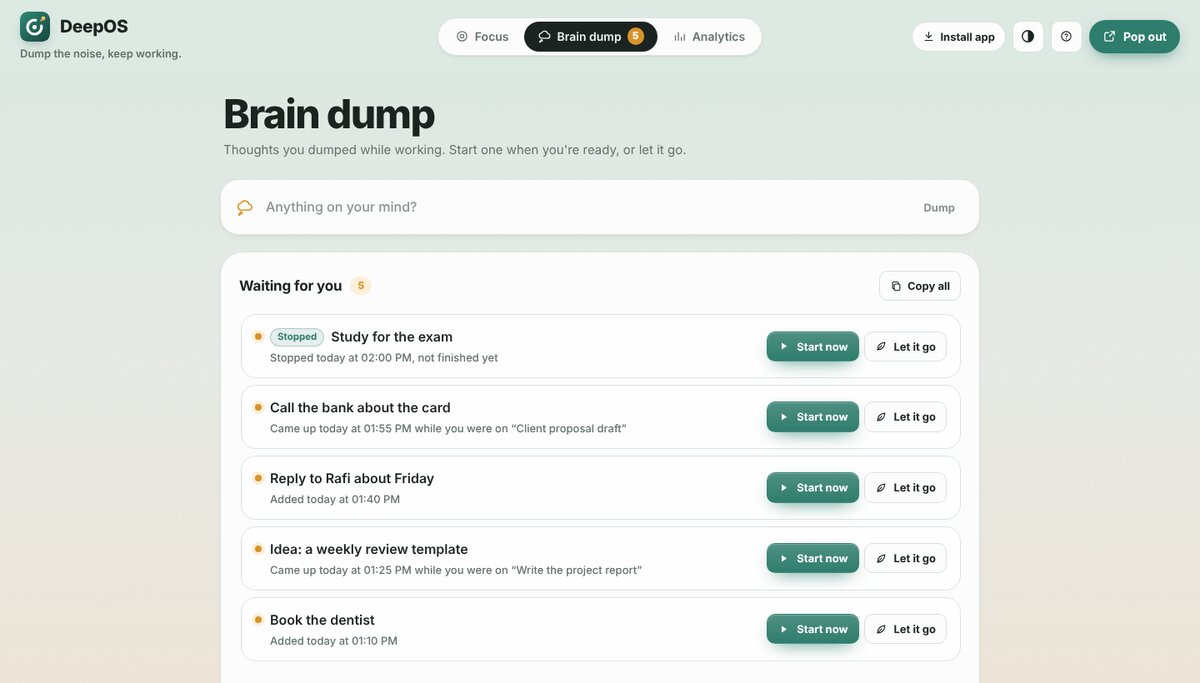 DeepOS
Dump the noise, keep working.
Focus
Brain dump 5
Analytics
Install app
Pop out
Brain dump
Thoughts you dumped while working. Start one when you're ready, or let it go.
Anything on your mind?
Dump
Waiting for you 5
Copy all
Stopped Study for the exam
Stopped today at 02:00 PM, not finished yet
Start now
Let it go
Call the bank about the card
Came up today at 01:55 PM while you were on “Client proposal draft”
Start now
Let it go
Reply to Rafi about Friday
Added today at 01:40 PM
Start now
Let it go
Idea: a weekly review template
Came up today at 01:25 PM while you were on “Write the project report”
Start now
Let it go
Book the dentist
Added today at 01:10 PM
Start now
Let it go